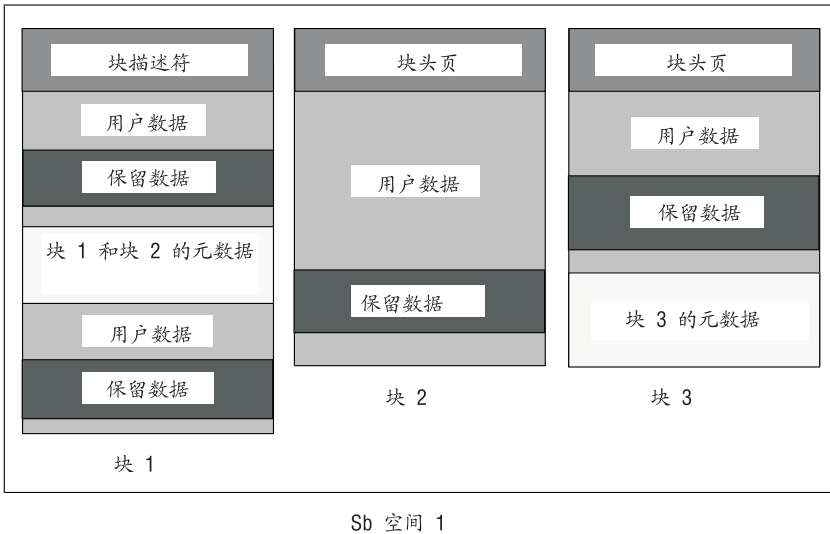 块描述符
用户数据
保留数据
块 1 和块 2 的元数据
用户数据
保留数据
块 1
块头页
用户数据
保留数据
块 2
块头页
用户数据
保留数据
块 3 的元数据
块 3
Sb 空间 1